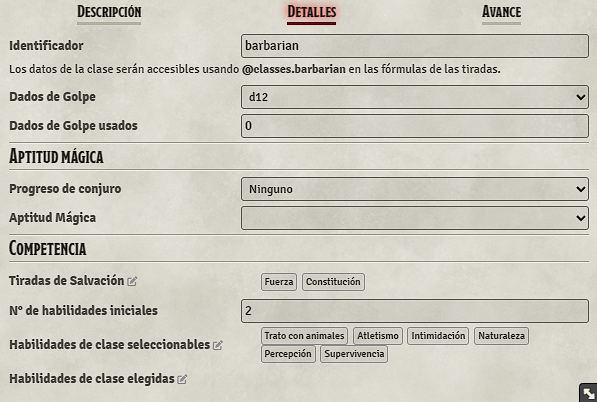 Descripción Detalles Avance
Identificador barbarian
Los datos de la clase serán accesibles usando @classes.barbarian en las fórmulas de las tiradas.
Dados de Golpe d12
Dados de Golpe usados 0
Aptitud mágica
Progreso de conjuro Ninguno
Aptitud Mágica
Competencia
Tiradas de Salvación Fuerza Constitución
N° de habilidades iniciales 2
Habilidades de clase seleccionables Trato con animales Atletismo Intimidación Naturaleza
Percepción Supervivencia
Habilidades de clase elegidas